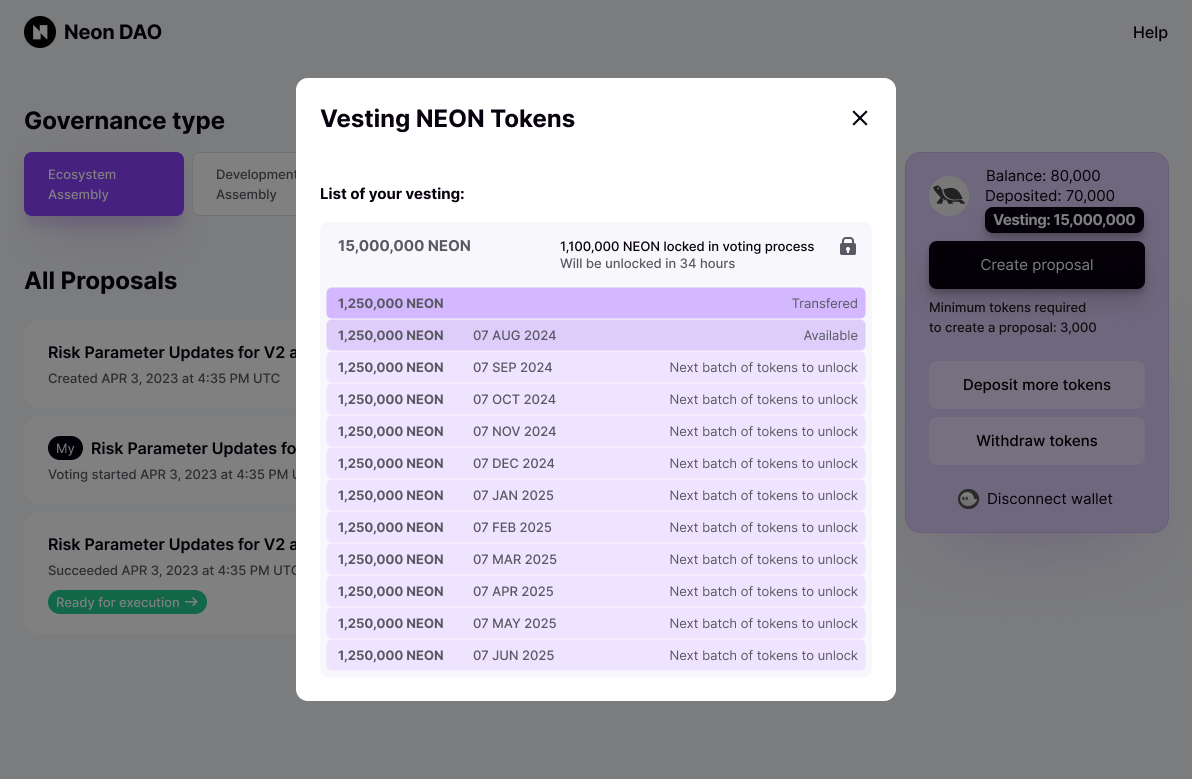 Neon DAO
Help
Governance type
Ecosystem
Assembly
Development
Assembly
All Proposals
Risk Parameter Updates for V2 a
Created APR 3, 2023 at 4:35 PM UTC
My Risk Parameter Updates fo
Voting started APR 3, 2023 at 4:35 PM U
Risk Parameter Updates for V2 a
Succeeded APR 3, 2023 at 4:35 PM UTC
Ready for execution →
Vesting NEON Tokens
List of your vesting:
15,000,000 NEON
1,100,000 NEON locked in voting process
Will be unlocked in 34 hours
1,250,000 NEON Transfered
1,250,000 NEON 07 AUG 2024 Available
1,250,000 NEON 07 SEP 2024 Next batch of tokens to unlock
1,250,000 NEON 07 OCT 2024 Next batch of tokens to unlock
1,250,000 NEON 07 NOV 2024 Next batch of tokens to unlock
1,250,000 NEON 07 DEC 2024 Next batch of tokens to unlock
1,250,000 NEON 07 JAN 2025 Next batch of tokens to unlock
1,250,000 NEON 07 FEB 2025 Next batch of tokens to unlock
1,250,000 NEON 07 MAR 2025 Next batch of tokens to unlock
1,250,000 NEON 07 APR 2025 Next batch of tokens to unlock
1,250,000 NEON 07 MAY 2025 Next batch of tokens to unlock
1,250,000 NEON 07 JUN 2025 Next batch of tokens to unlock
Balance: 80,000
Deposited: 70,000
Vesting: 15,000,000
Create proposal
Minimum tokens required
to create a proposal: 3,000
Deposit more tokens
Withdraw tokens
Disconnect wallet